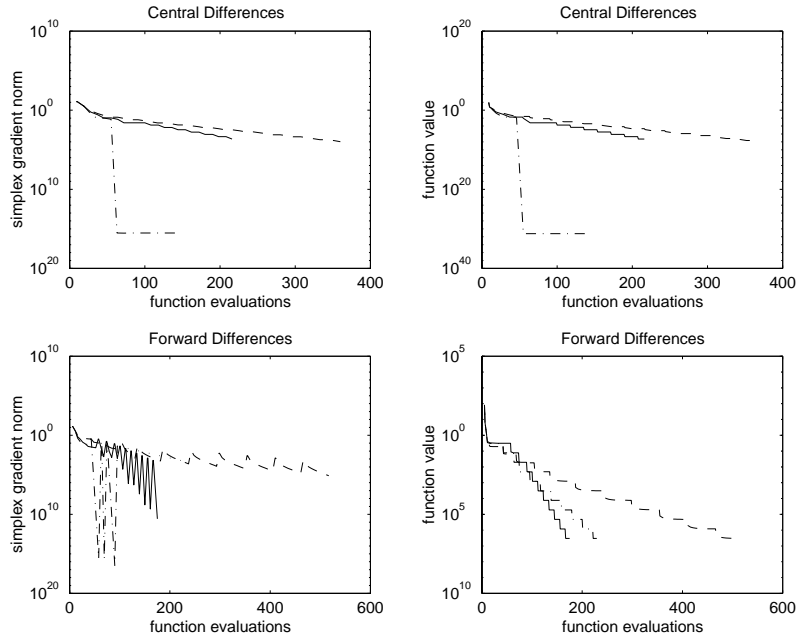 Central Differences
10^10
10^0
10^10
10^20
simplex gradient norm
0 100 200 300 400
function evaluations
Central Differences
10^20
10^0
10^20
10^40
function value
0 100 200 300 400
function evaluations
Forward Differences
10^10
10^0
10^10
10^20
simplex gradient norm
0 200 400 600
function evaluations
Forward Differences
10^5
10^0
10^5
10^10
function value
0 200 400 600
function evaluations